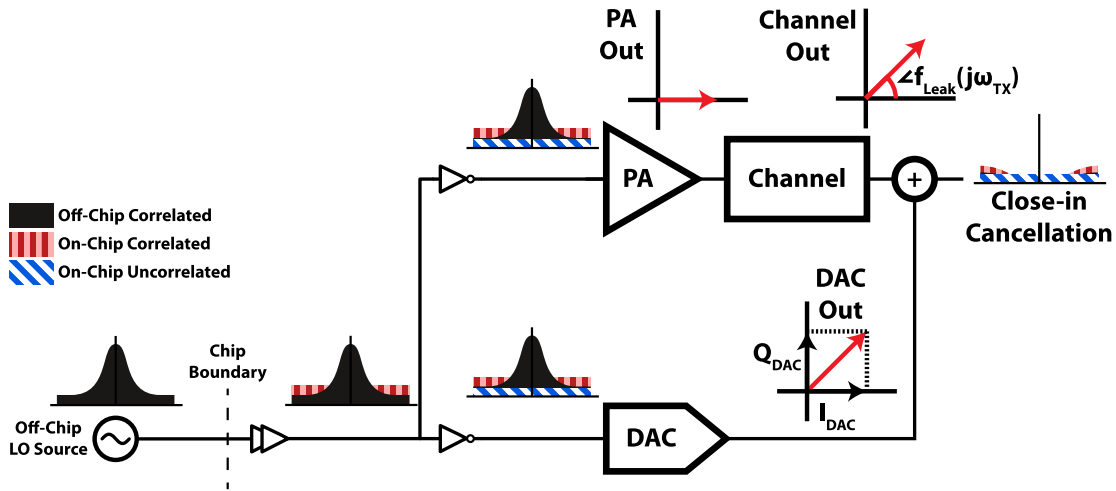 PA
Out
Channel
Out
∠f_Leak(jω_TX)
PA
Channel
+
Close-in
Cancellation
Off-Chip Correlated
On-Chip Correlated
On-Chip Uncorrelated
DAC
Out
Q_DAC
I_DAC
Chip
Boundary
Off-Chip
LO Source
DAC